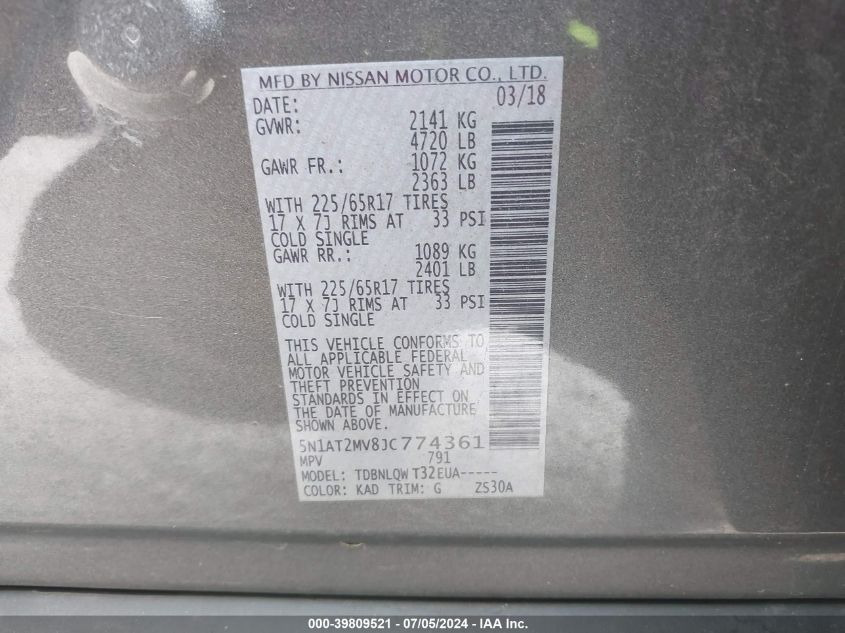 MFD BY NISSAN MOTOR CO., LTD.
DATE: 03/18
GVWR: 2141 KG
4720 LB
GAWR FR.: 1072 KG
2363 LB
WITH 225/65R17 TIRES
17 X 7J RIMS AT 33 PSI
COLD SINGLE
GAWR RR.: 1089 KG
2401 LB
WITH 225/65R17 TIRES
17 X 7J RIMS AT 33 PSI
COLD SINGLE
THIS VEHICLE CONFORMS TO
ALL APPLICABLE FEDERAL
MOTOR VEHICLE SAFETY AND
THEFT PREVENTION
STANDARDS IN EFFECT ON
THE DATE OF MANUFACTURE
SHOWN ABOVE.
5N1AT2MV8JC774361
MPV 791
MODEL: TDBNLQW T32EUA-----
COLOR: KAD TRIM: G ZS30A
000-39809521 - 07/05/2024 - IAA Inc.